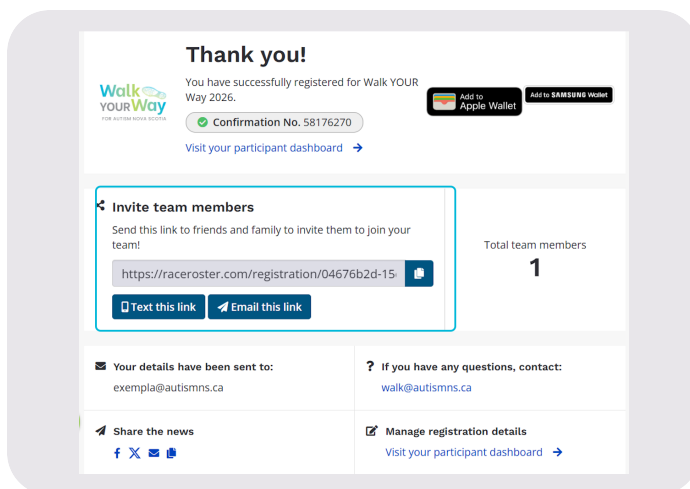 Thank you!
Walk
YOUR Way
FOR AUTISM NOVA SCOTIA
You have successfully registered for Walk YOUR
Way 2026.
Confirmation No. 58176270
Visit your participant dashboard
Add to
Apple Wallet
Add to SAMSUNG Wallet
Invite team members
Send this link to friends and family to invite them to join your
team!
https://raceroster.com/registration/04676b2d-15
Text this link
Email this link
Total team members
1
Your details have been sent to:
exempla@autismns.ca
? If you have any questions, contact:
walk@autismns.ca
Share the news
Manage registration details
Visit your participant dashboard